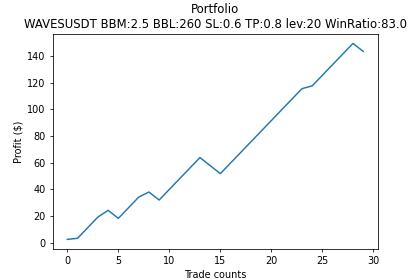 Portfolio
WAVESUSDT BBM:2.5 BBL:260 SL:0.6 TP:0.8 lev:20 WinRatio:83.0
140
120
100
80
60
40
20
0
Profit ($)
0 5 10 15 20 25 30
Trade counts